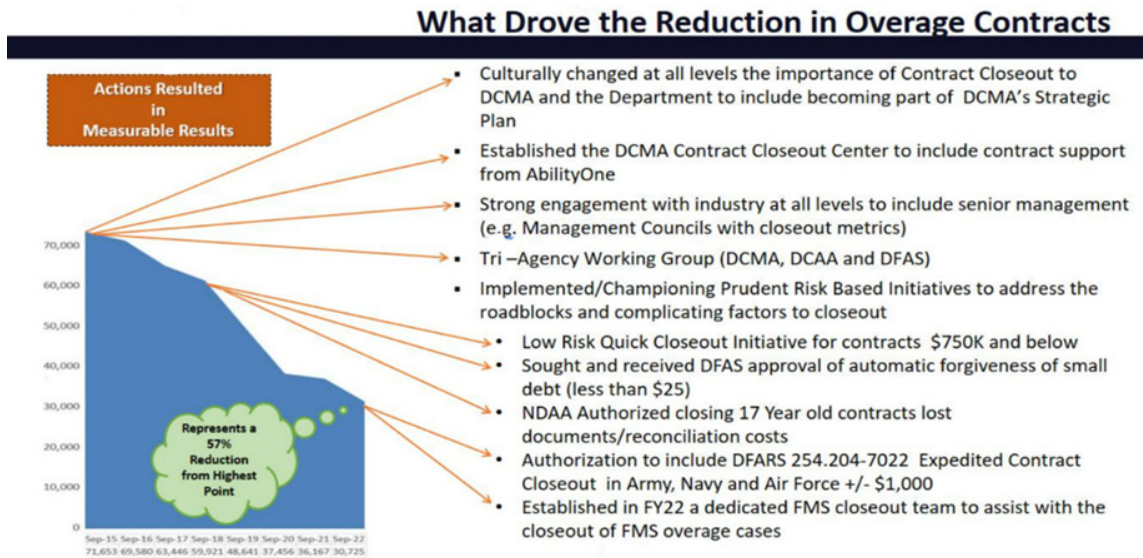 What Drove the Reduction in Overage Contracts
Actions Resulted
in
Measurable Results
▪ Culturally changed at all levels the importance of Contract Closeout to
DCMA and the Department to include becoming part of DCMA's Strategic
Plan
▪ Established the DCMA Contract Closeout Center to include contract support
from AbilityOne
▪ Strong engagement with industry at all levels to include senior management
(e.g. Management Councils with closeout metrics)
▪ Tri –Agency Working Group (DCMA, DCAA and DFAS)
▪ Implemented/Championing Prudent Risk Based Initiatives to address the
roadblocks and complicating factors to closeout
• Low Risk Quick Closeout Initiative for contracts $750K and below
• Sought and received DFAS approval of automatic forgiveness of small
debt (less than $25)
• NDAA Authorized closing 17 Year old contracts lost
documents/reconciliation costs
• Authorization to include DFARS 254.204-7022 Expedited Contract
Closeout in Army, Navy and Air Force +/- $1,000
• Established in FY22 a dedicated FMS closeout team to assist with the
closeout of FMS overage cases
70,000
60,000
50,000
40,000
30,000
20,000
10,000
0
Represents a
57%
Reduction
from Highest
Point
Sep-15 Sep-16 Sep-17 Sep-18 Sep-19 Sep-20 Sep-21 Sep-22
71,653 69,580 63,446 59,921 48,641 37,456 36,167 30,725